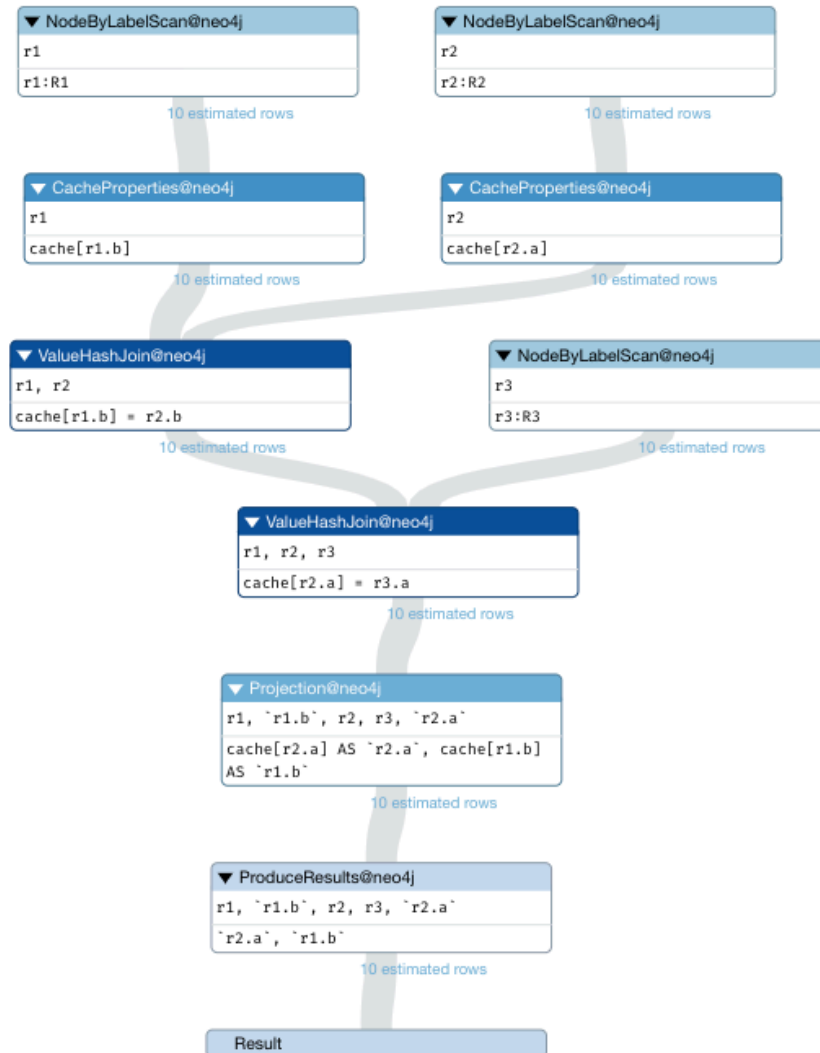 NodeByLabelScan@neo4j
r1
r1:R1
10 estimated rows
NodeByLabelScan@neo4j
r2
r2:R2
10 estimated rows
CacheProperties@neo4j
r1
cache[r1.b]
10 estimated rows
CacheProperties@neo4j
r2
cache[r2.a]
10 estimated rows
ValueHashJoin@neo4j
r1, r2
cache[r1.b] = r2.b
10 estimated rows
NodeByLabelScan@neo4j
r3
r3:R3
10 estimated rows
ValueHashJoin@neo4j
r1, r2, r3
cache[r2.a] = r3.a
10 estimated rows
Projection@neo4j
r1, `r1.b`, r2, r3, `r2.a`
cache[r2.a] AS `r2.a`, cache[r1.b]
AS `r1.b`
10 estimated rows
ProduceResults@neo4j
r1, `r1.b`, r2, r3, `r2.a`
`r2.a`, `r1.b`
10 estimated rows
Result